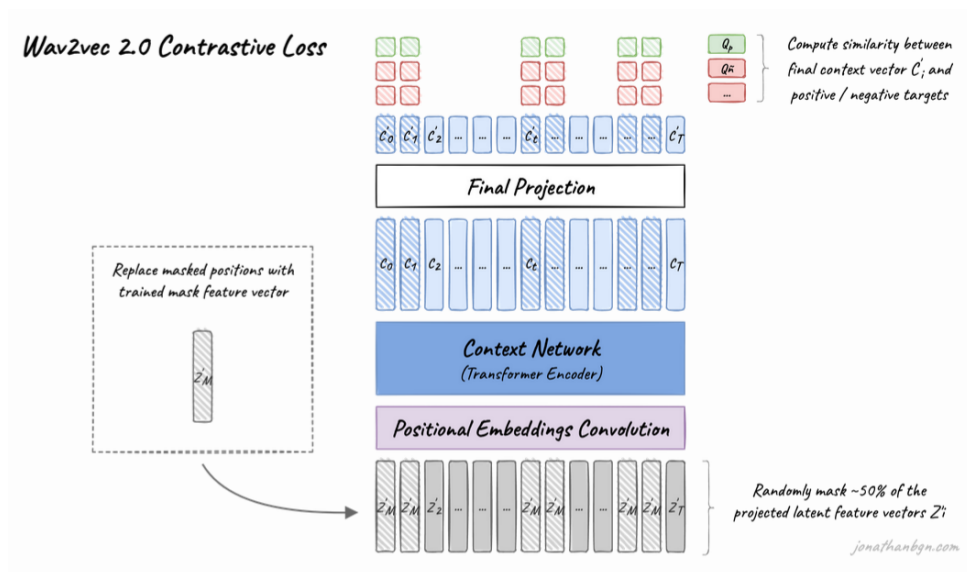 Wav2vec 2.0 Contrastive Loss
Qp
Qñ
...
Compute similarity between
final context vector C'i and
positive / negative targets
C'0 C'1 C'2 ... ... ... C't ... ... ... ... ... C'T
Final Projection
C0 C1 C2 ... ... ... Ct ... ... ... ... ... CT
Replace masked positions with
trained mask feature vector
Z'M
Context Network
(Transformer Encoder)
Positional Embeddings Convolution
Z'M Z'M Z'2 ... ... ... Z'M Z'M ... ... Z'M Z'M Z'T
Randomly mask ~50% of the
projected latent feature vectors Z'i
jonathanbgn.com